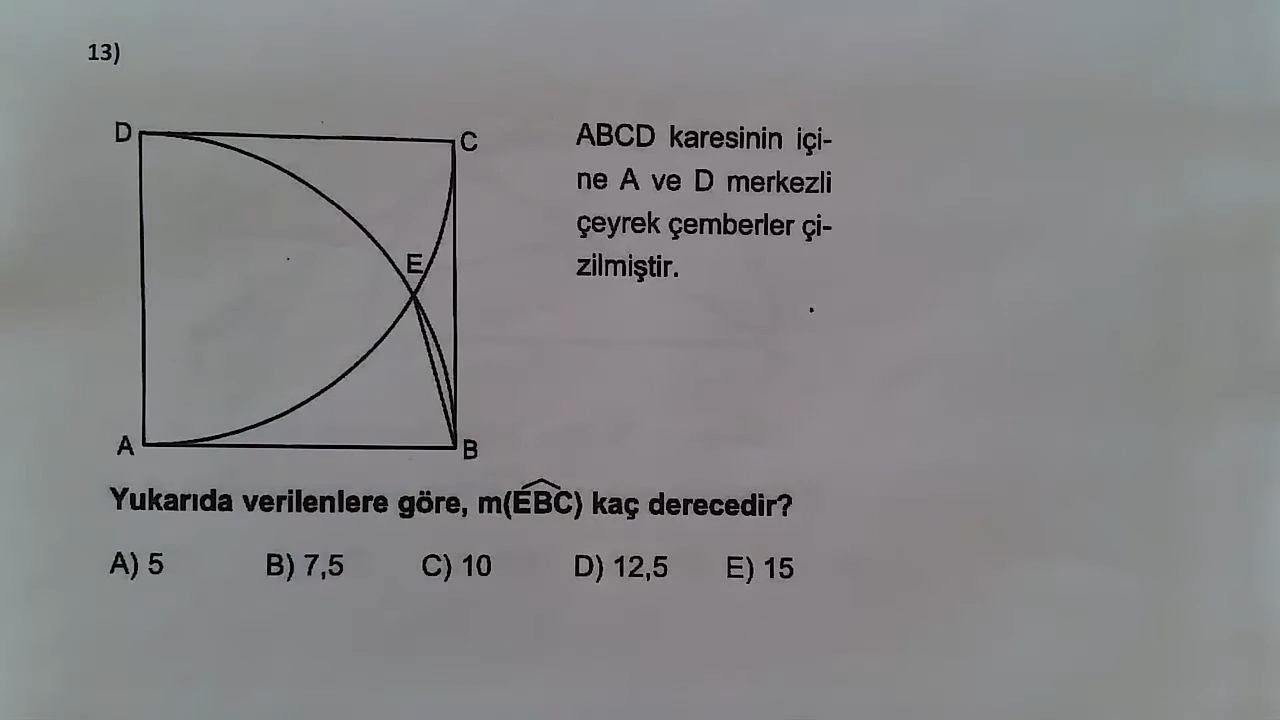 13)
D
C
E
A
B
ABCD karesinin içi-
ne A ve D merkezli
çeyrek çemberler çi-
zilmiştir.
Yukarıda verilenlere göre, m(EBC) kaç derecedir?
A) 5 B) 7,5 C) 10 D) 12,5 E) 15